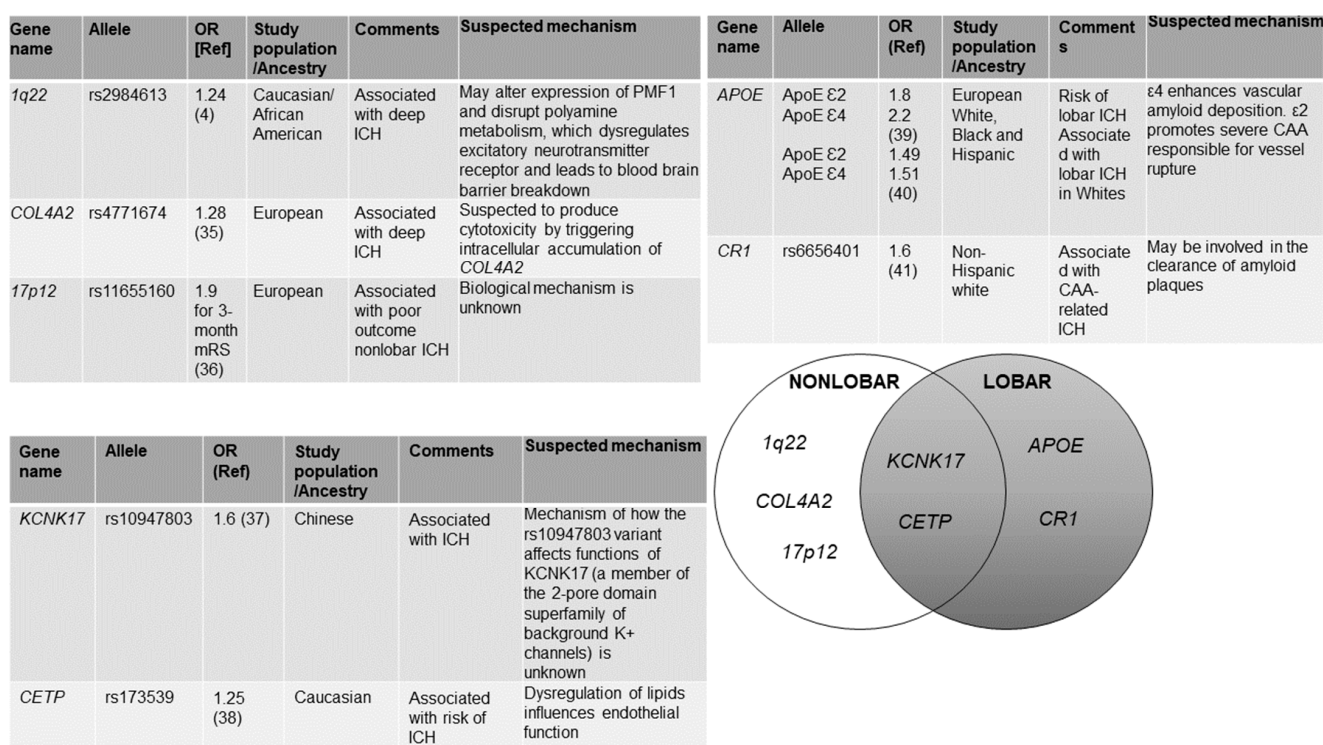 Gene name
Allele
OR [Ref]
Study population /Ancestry
Comments
Suspected mechanism
1q22
rs2984613
1.24
(4)
Caucasian/
African
American
Associated
with deep
ICH
May alter expression of PMF1
and disrupt polyamine
metabolism, which dysregulates
excitatory neurotransmitter
receptor and leads to blood brain
barrier breakdown
COL4A2
rs4771674
1.28
(35)
European
Associated
with deep
ICH
Suspected to produce
cytotoxicity by triggering
intracellular accumulation of
COL4A2
17p12
rs11655160
1.9
for 3-
month
mRS
(36)
European
Associated
with poor
outcome
nonlobar ICH
Biological mechanism is
unknown
Gene
name
Allele
OR
(Ref)
Study
population
/Ancestry
Comment
s
Suspected mechanism
APOE
ApoE Ɛ2
ApoE Ɛ4
ApoE Ɛ2
ApoE Ɛ4
1.8
2.2
(39)
1.49
1.51
(40)
European
White,
Black and
Hispanic
Risk of
lobar ICH
Associate
d with
lobar ICH
in Whites
ε4 enhances vascular
amyloid deposition. ε2
promotes severe CAA
responsible for vessel
rupture
CR1
rs6656401
1.6
(41)
Non-
Hispanic
white
Associate
d with
CAA-
related
ICH
May be involved in the
clearance of amyloid
plaques
Gene
name
Allele
OR
(Ref)
Study
population
/Ancestry
Comments
Suspected mechanism
KCNK17
rs10947803
1.6 (37)
Chinese
Associated
with ICH
Mechanism of how the
rs10947803 variant
affects functions of
KCNK17 (a member of
the 2-pore domain
superfamily of
background K+
channels) is
unknown
CETP
rs173539
1.25
(38)
Caucasian
Associated
with risk of
ICH
Dysregulation of lipids
influences endothelial
function
NONLOBAR
LOBAR
1q22
COL4A2
17p12
KCNK17
CETP
APOE
CR1